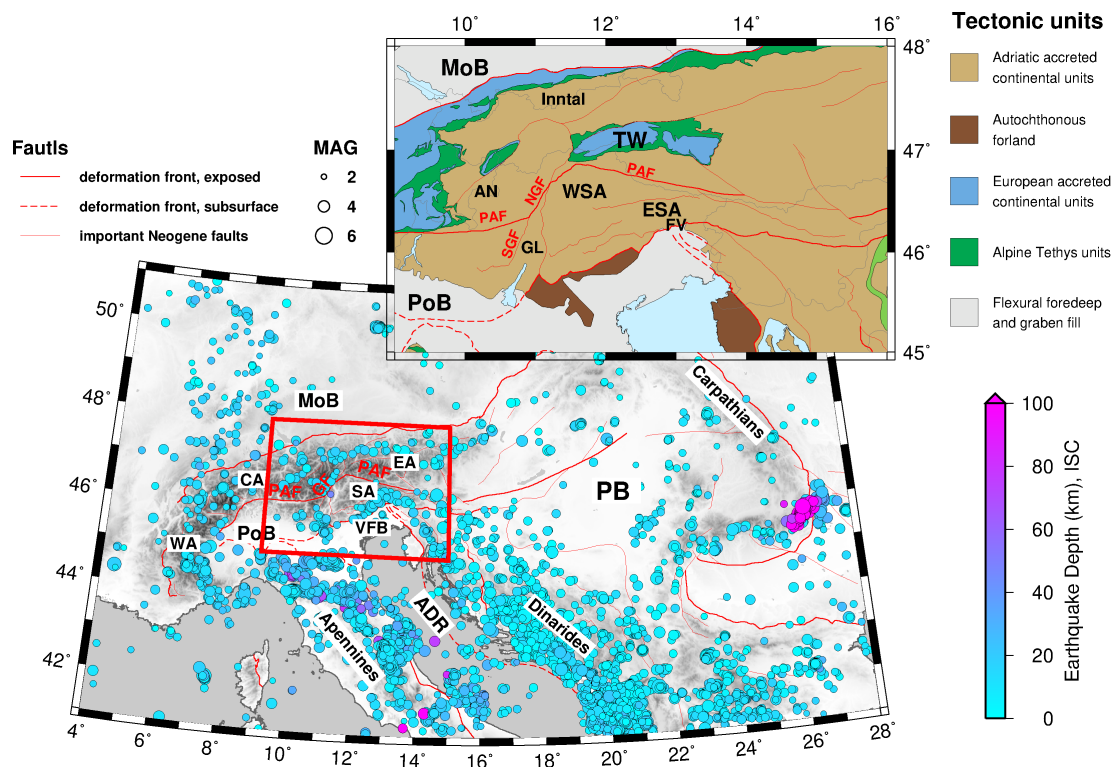 10°
12°
14°
16°
48°
47°
46°
45°
MoB
Inntal
TW
PAF
AN
NGF
WSA
PAF
ESA
FV
SGF
GL
PoB
Tectonic units
Adriatic accreted
continental units
Autochthonous
forland
European accreted
continental units
Alpine Tethys units
Flexural foredeep
and graben fill
Fautls
MAG
deformation front, exposed
2
deformation front, subsurface
4
important Neogene faults
6
50°
48°
46°
44°
42°
MoB
Carpathians
CA
PAF
GF
PAF
EA
SA
PB
WA
PoB
VFB
ADR
Dinarides
Apennines
4°
6°
8°
10°
12°
14°
16°
18°
20°
22°
24°
26°
28°
100
80
60
40
20
0
Earthquake Depth (km), ISC